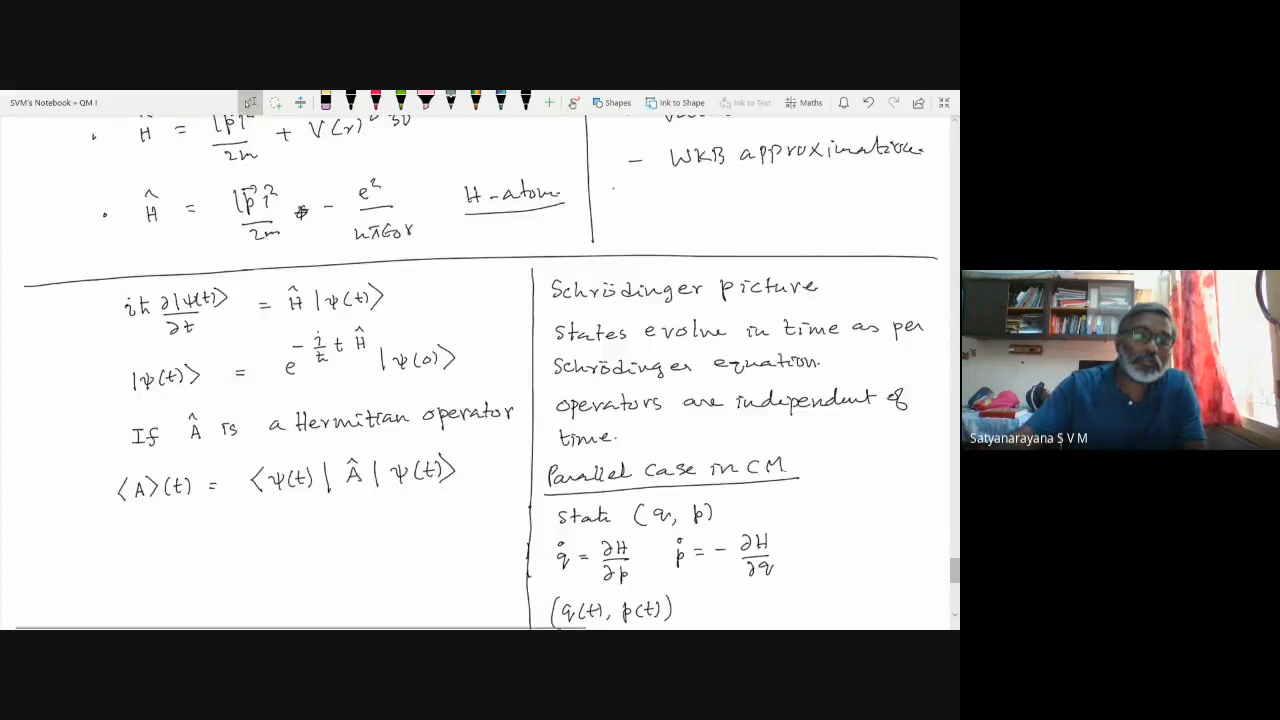 SVM's Notebook » QM I
Shapes Ink to Shape Ink to Text Maths
Ĥ = |p|²/2m + V(r) 3D
- WKB approximation.
Ĥ = |p⃗|²/2m - e²/4πε₀r H-atom
iħ ∂|ψ(t)⟩/∂t = Ĥ |ψ(t)⟩
|ψ(t)⟩ = e^(-i/ħ t Ĥ) |ψ(0)⟩
If Â is a Hermitian operator
⟨A⟩(t) = ⟨ψ(t) | Â | ψ(t)⟩
Schrödinger picture
States evolve in time as per
Schrödinger equation.
operators are independent of
time.
Parallel case in CM
State (q, p)
q̇ = ∂H/∂p ṗ = - ∂H/∂q
(q(t), p(t))
Satyanarayana S V M